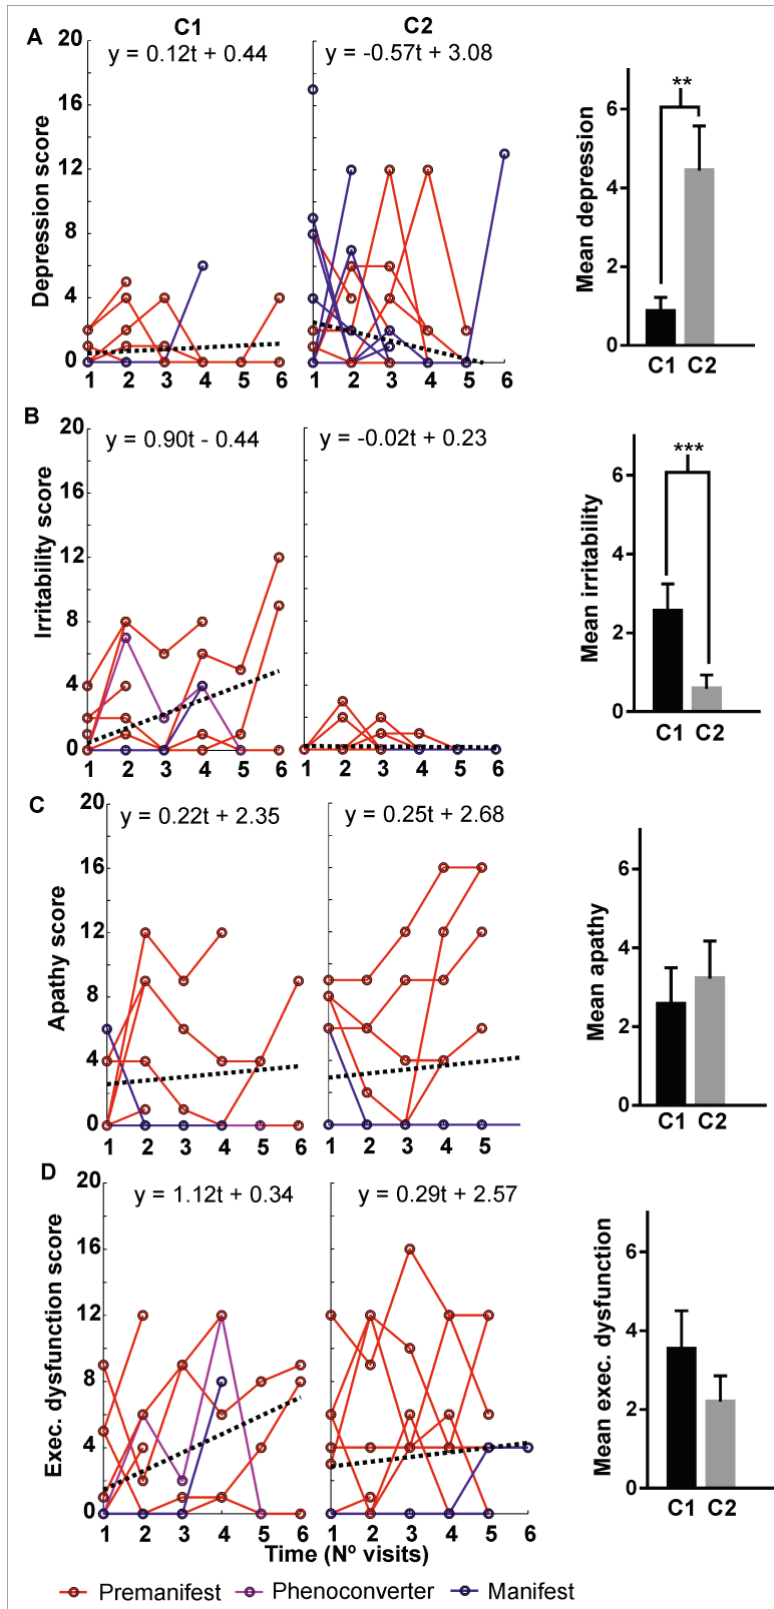 C1 C2
A
y = 0.12t + 0.44 y = -0.57t + 3.08
Depression score
20
16
12
8
4
0
1 2 3 4 5 6
1 2 3 4 5 6
Mean depression
6
4
2
0
**
C1 C2
B
y = 0.90t - 0.44 y = -0.02t + 0.23
Irritability score
20
16
12
8
4
0
1 2 3 4 5 6
1 2 3 4 5 6
Mean irritability
6
4
2
0
***
C1 C2
C
y = 0.22t + 2.35 y = 0.25t + 2.68
Apathy score
20
16
12
8
4
0
1 2 3 4 5 6
1 2 3 4 5
Mean apathy
6
4
2
0
C1 C2
D
y = 1.12t + 0.34 y = 0.29t + 2.57
Exec. dysfunction score
20
16
12
8
4
0
1 2 3 4 5 6
1 2 3 4 5 6
Time (Nº visits)
Mean exec. dysfunction
6
4
2
0
C1 C2
Premanifest Phenoconverter Manifest